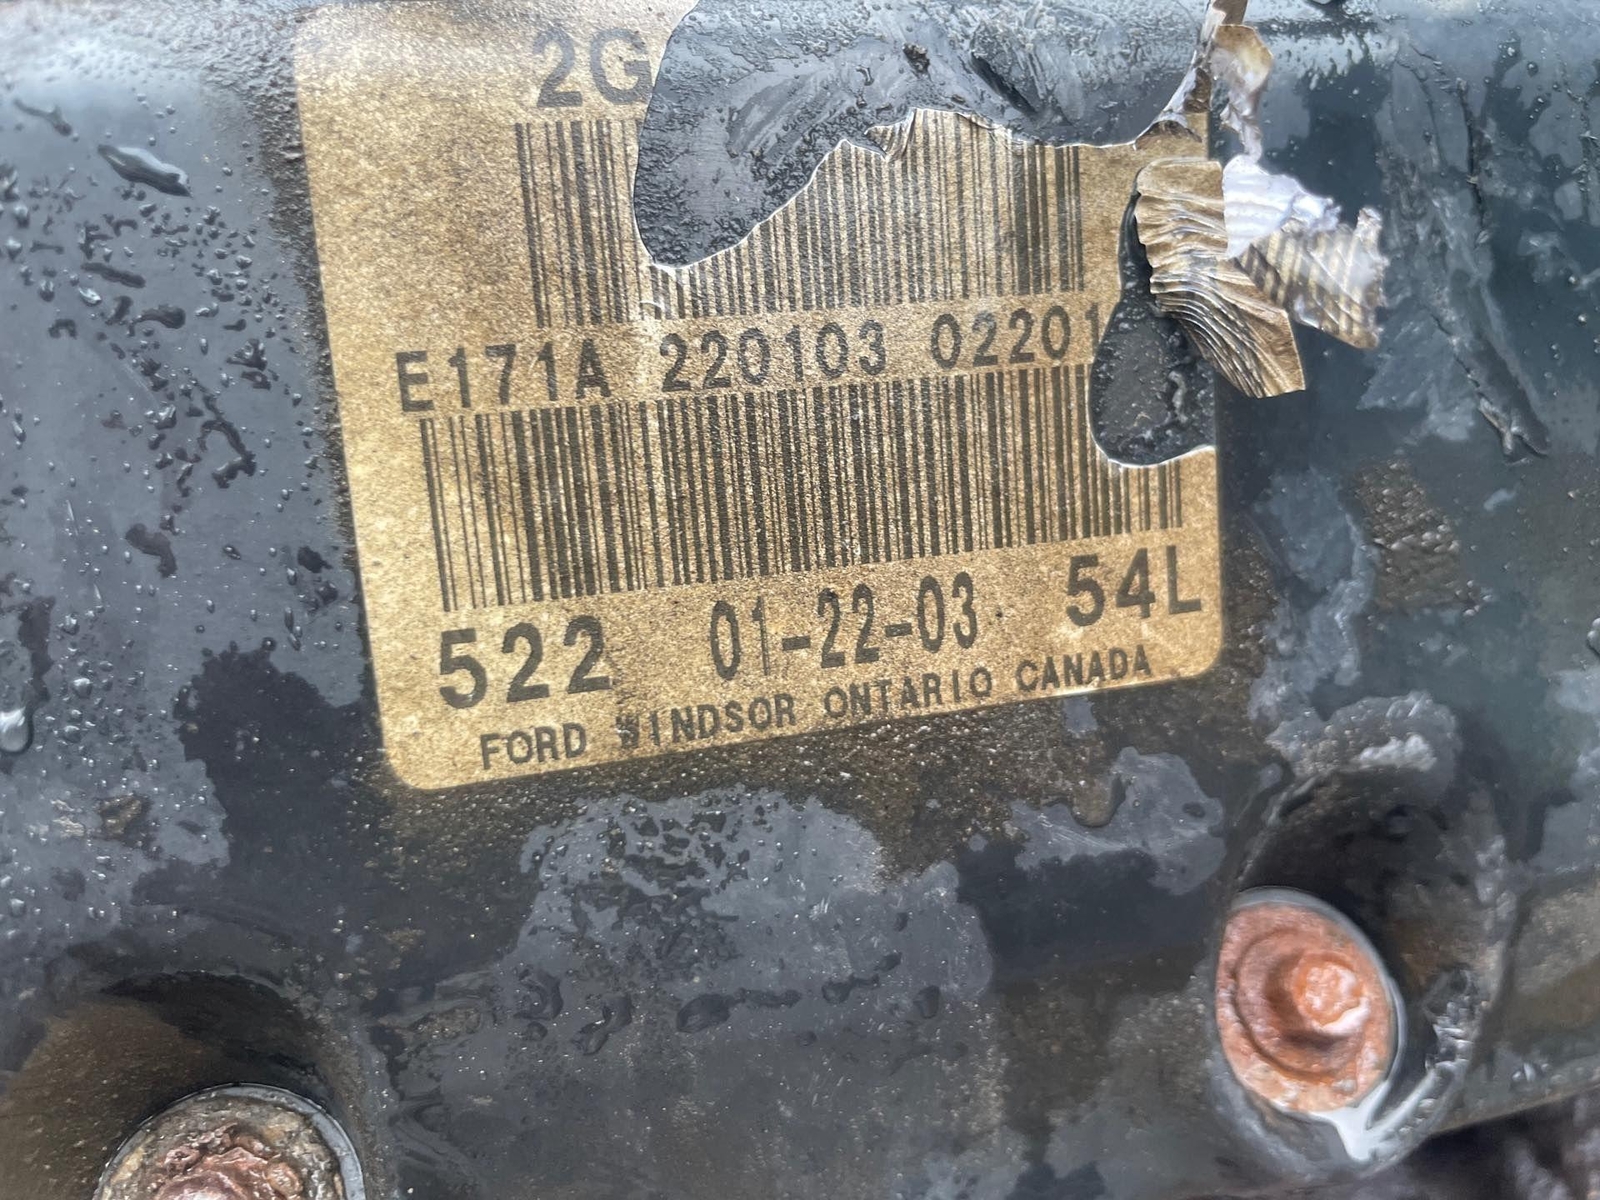 2G
E171A 220103 02201
522 01-22-03 54L
FORD WINDSOR ONTARIO CANADA